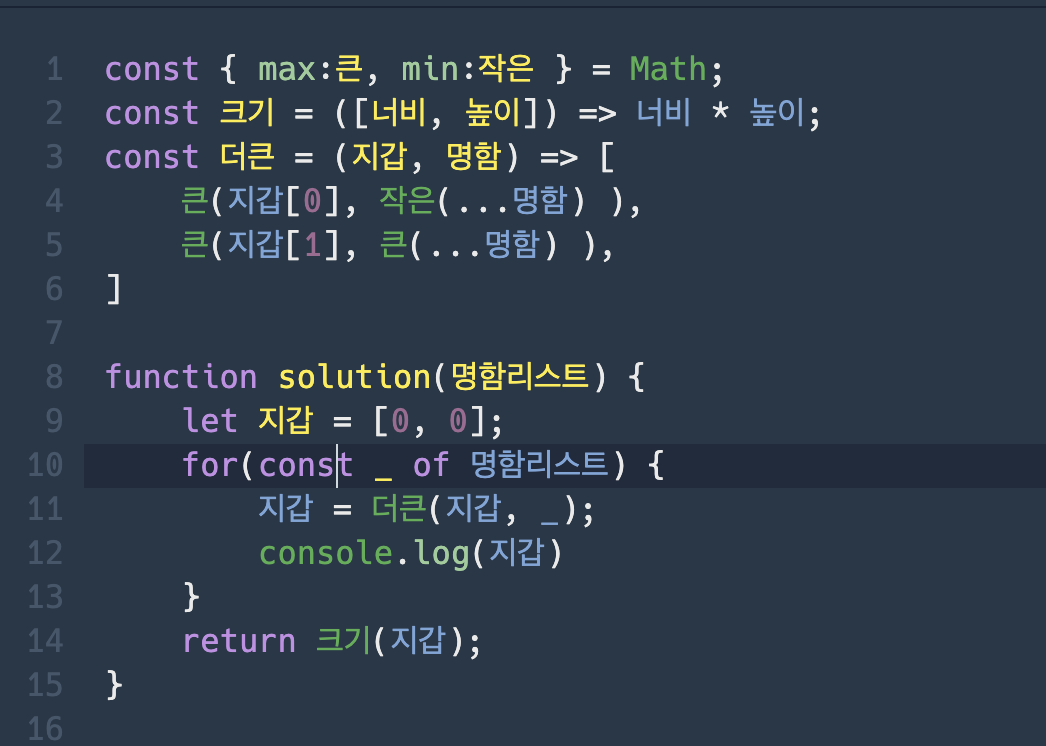 1 const { max:큰, min:작은 } = Math;
2 const 크기 = ([너비, 높이]) => 너비 * 높이;
3 const 더큰 = (지갑, 명함) => [
4     큰(지갑[0], 작은(...명함) ),
5     큰(지갑[1], 큰(...명함) ),
6 ]
7
8 function solution(명함리스트) {
9     let 지갑 = [0, 0];
10     for(const _ of 명함리스트) {
11         지갑 = 더큰(지갑, _);
12         console.log(지갑)
13     }
14     return 크기(지갑);
15 }
16